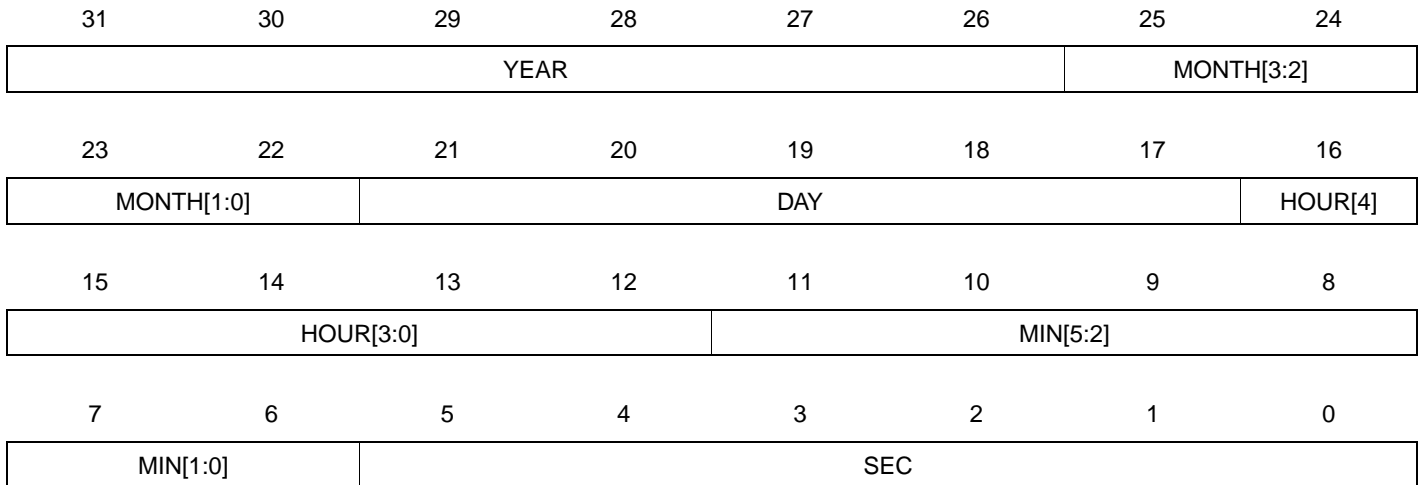 31 30 29 28 27 26 25 24
YEAR MONTH[3:2]
23 22 21 20 19 18 17 16
MONTH[1:0] DAY HOUR[4]
15 14 13 12 11 10 9 8
HOUR[3:0] MIN[5:2]
7 6 5 4 3 2 1 0
MIN[1:0] SEC